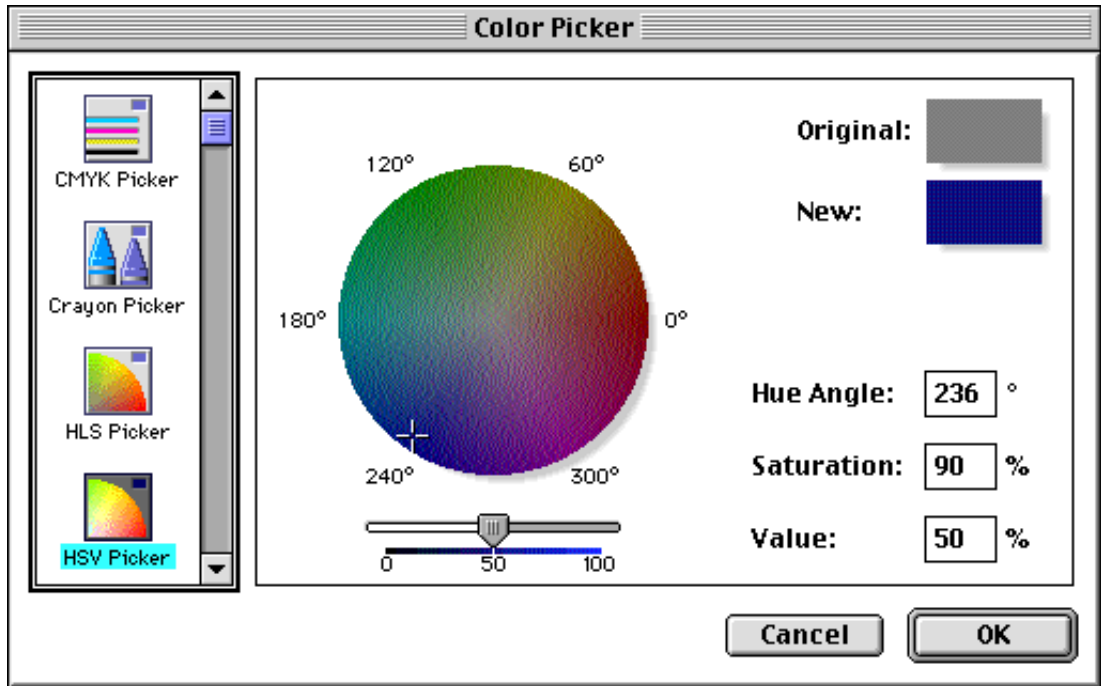 Color Picker
CMYK Picker
Crayon Picker
HLS Picker
HSV Picker
120°
60°
180°
0°
240°
300°
0
50
100
Original:
New:
Hue Angle: 236 °
Saturation: 90 %
Value: 50 %
Cancel
OK